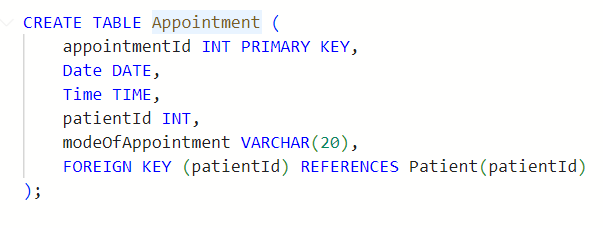 CREATE TABLE Appointment (
appointmentId INT PRIMARY KEY,
Date DATE,
Time TIME,
patientId INT,
modeOfAppointment VARCHAR(20),
FOREIGN KEY (patientId) REFERENCES Patient(patientId)
);